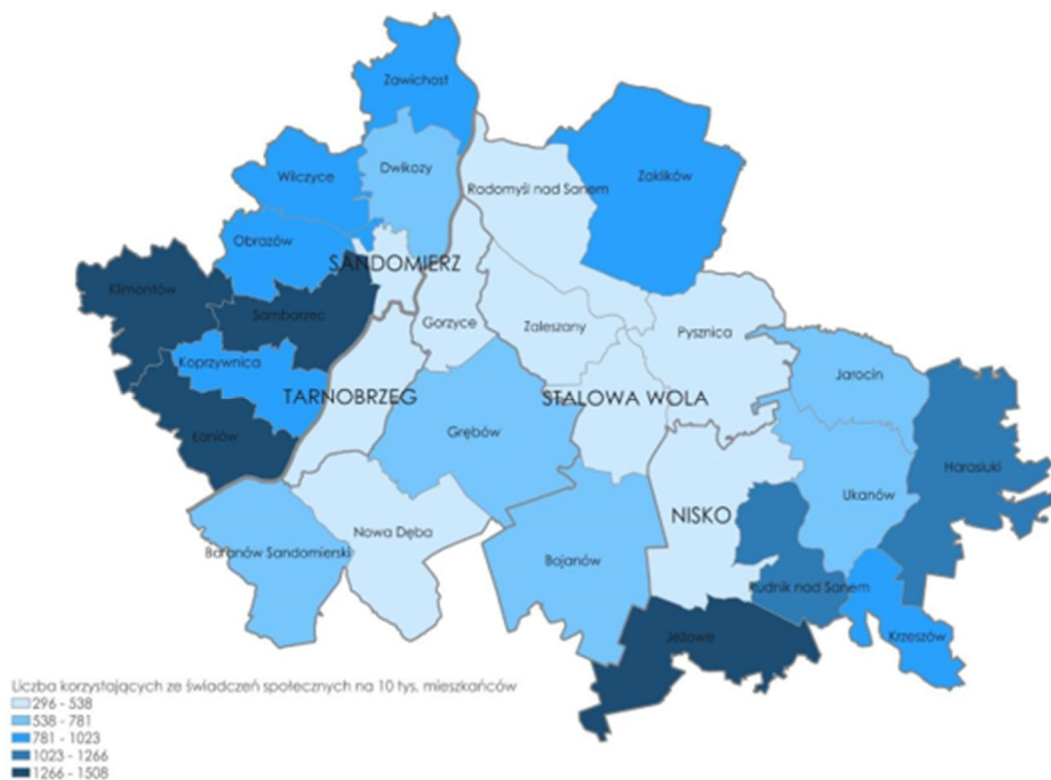 Zawichost
Dwikozy
Wilczyce
Radomyśl nad Sanem
Zaklików
Obrazów
SANDOMIERZ
Klimontów
Samborzec
Gorzyce
Zaleszany
Pysznica
Koprzywnica
Jarocin
TARNOBRZEG
STALOWA WOLA
Łoniów
Grębów
Harasiuki
Ukanów
NISKO
Nowa Dęba
Baranów Sandomierski
Bojanów
Rudnik nad Sanem
Jeżowe
Krzeszów
Liczba korzystających ze świadczeń społecznych na 10 tys. mieszkańców
296 - 538
538 - 781
781 - 1023
1023 - 1266
1266 - 1508